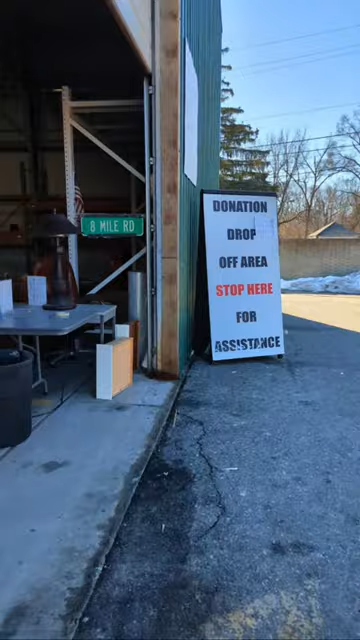 8 MILE RD
DONATION
DROP
OFF AREA
STOP HERE
FOR
ASSISTANCE